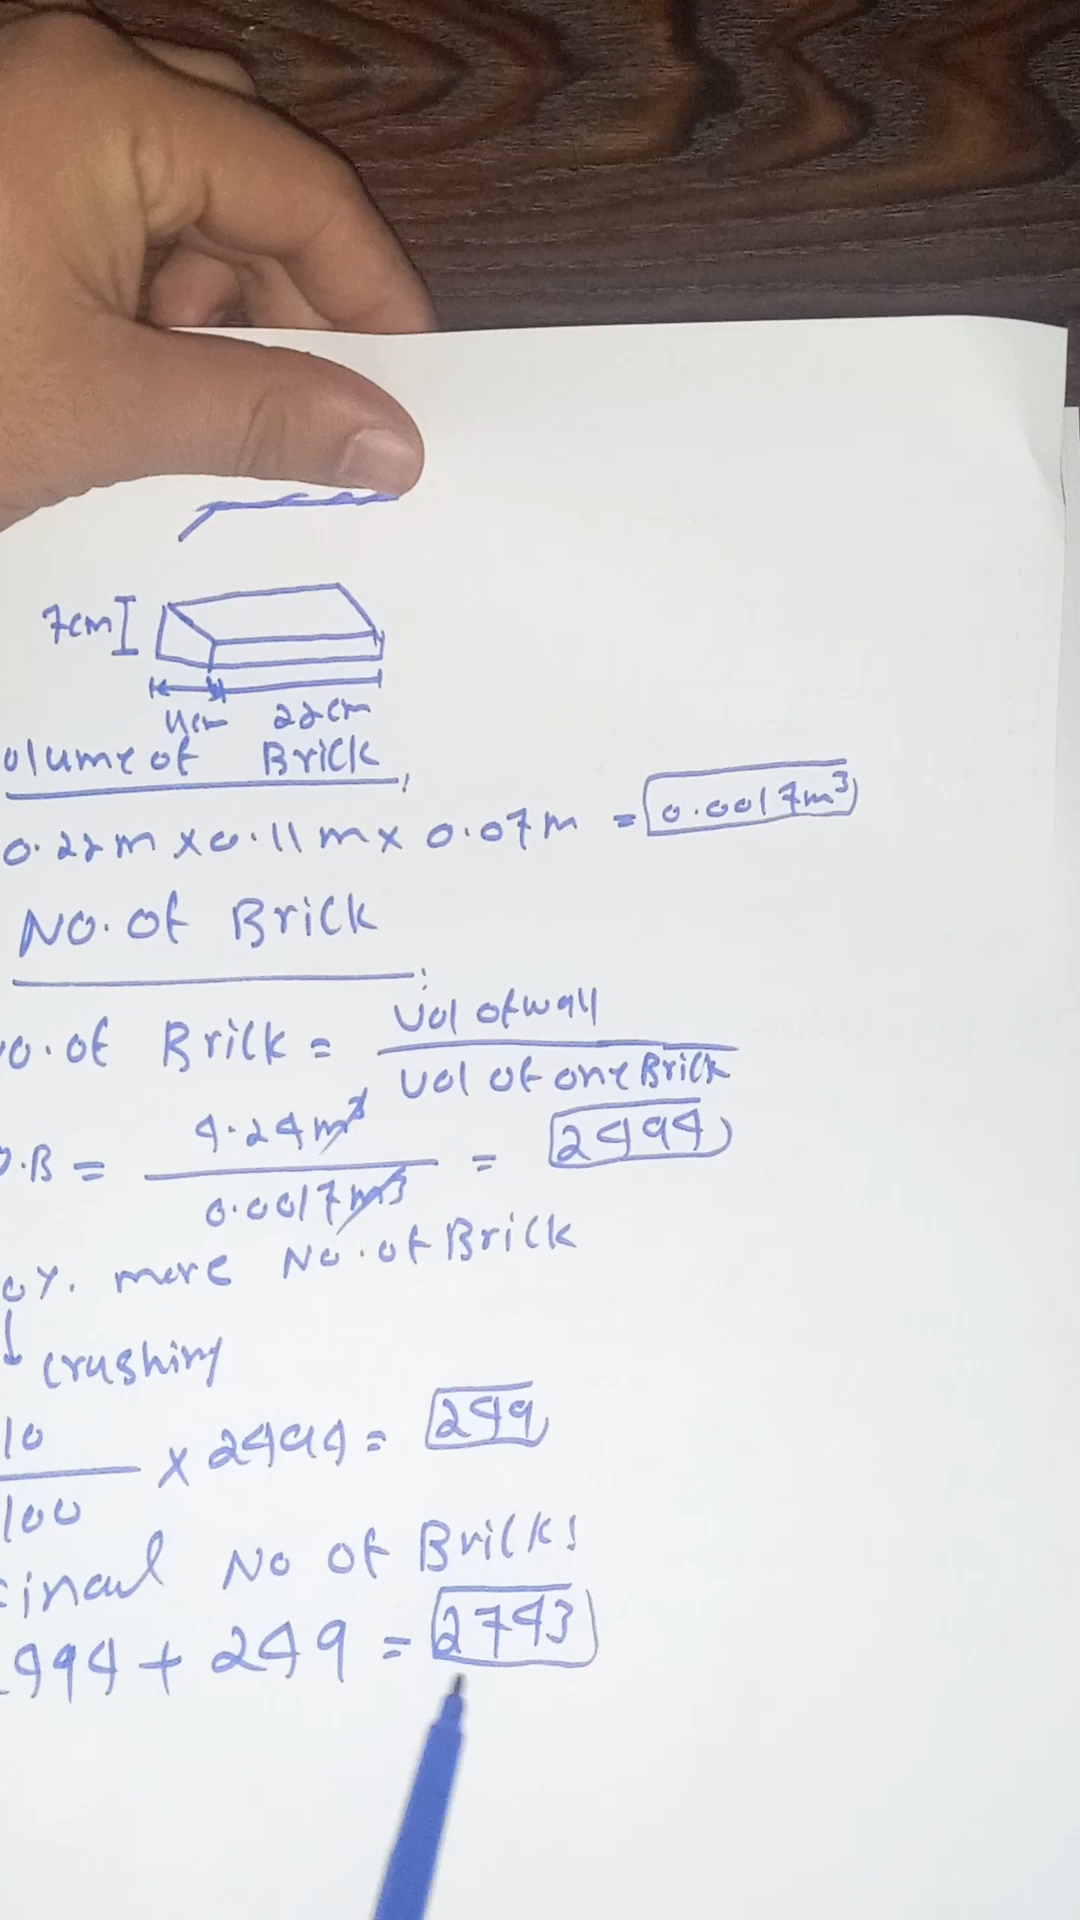 7cm
11cm 22cm
olume of Brick
0.22m x 0.11m x 0.07m = 0.0017m³
No. of Brick
o. of Brick = Vol of wall
Vol of one Brick
.B = 4.24m³ = 2494
0.0017m³
0%. more No. of Brick
↓ crushing
10
100 x 2494 = 249
inal No of Bricks
494 + 249 = 2743